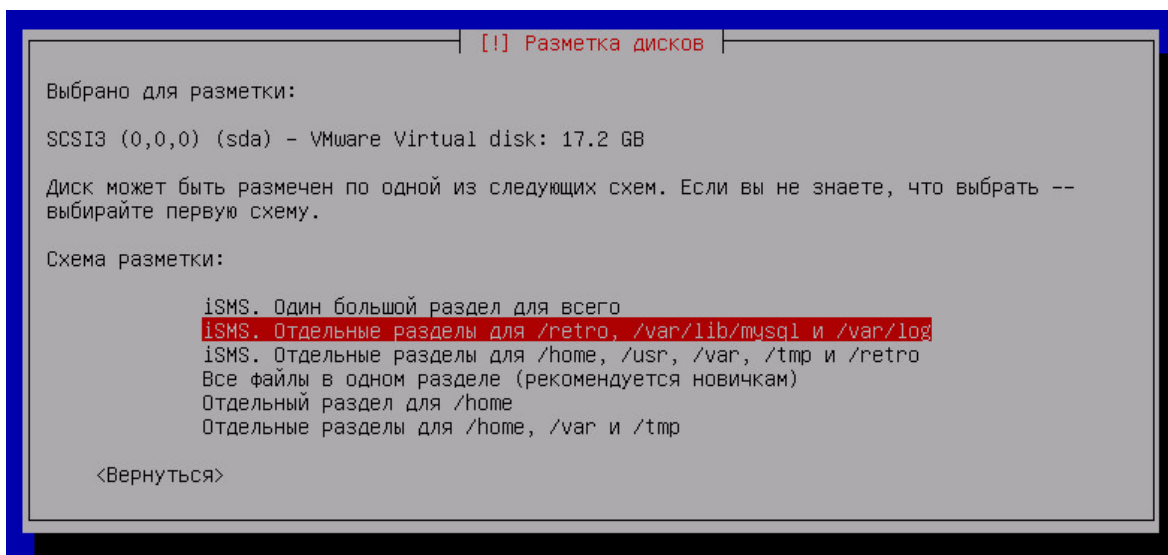 [!] Разметка дисков
Выбрано для разметки:
SCSI3 (0,0,0) (sda) – VMware Virtual disk: 17.2 GB
Диск может быть размечен по одной из следующих схем. Если вы не знаете, что выбрать --
выбирайте первую схему.
Схема разметки:
iSMS. Один большой раздел для всего
iSMS. Отдельные разделы для /retro, /var/lib/mysql и /var/log
iSMS. Отдельные разделы для /home, /usr, /var, /tmp и /retro
Все файлы в одном разделе (рекомендуется новичкам)
Отдельный раздел для /home
Отдельные разделы для /home, /var и /tmp
<Вернуться>